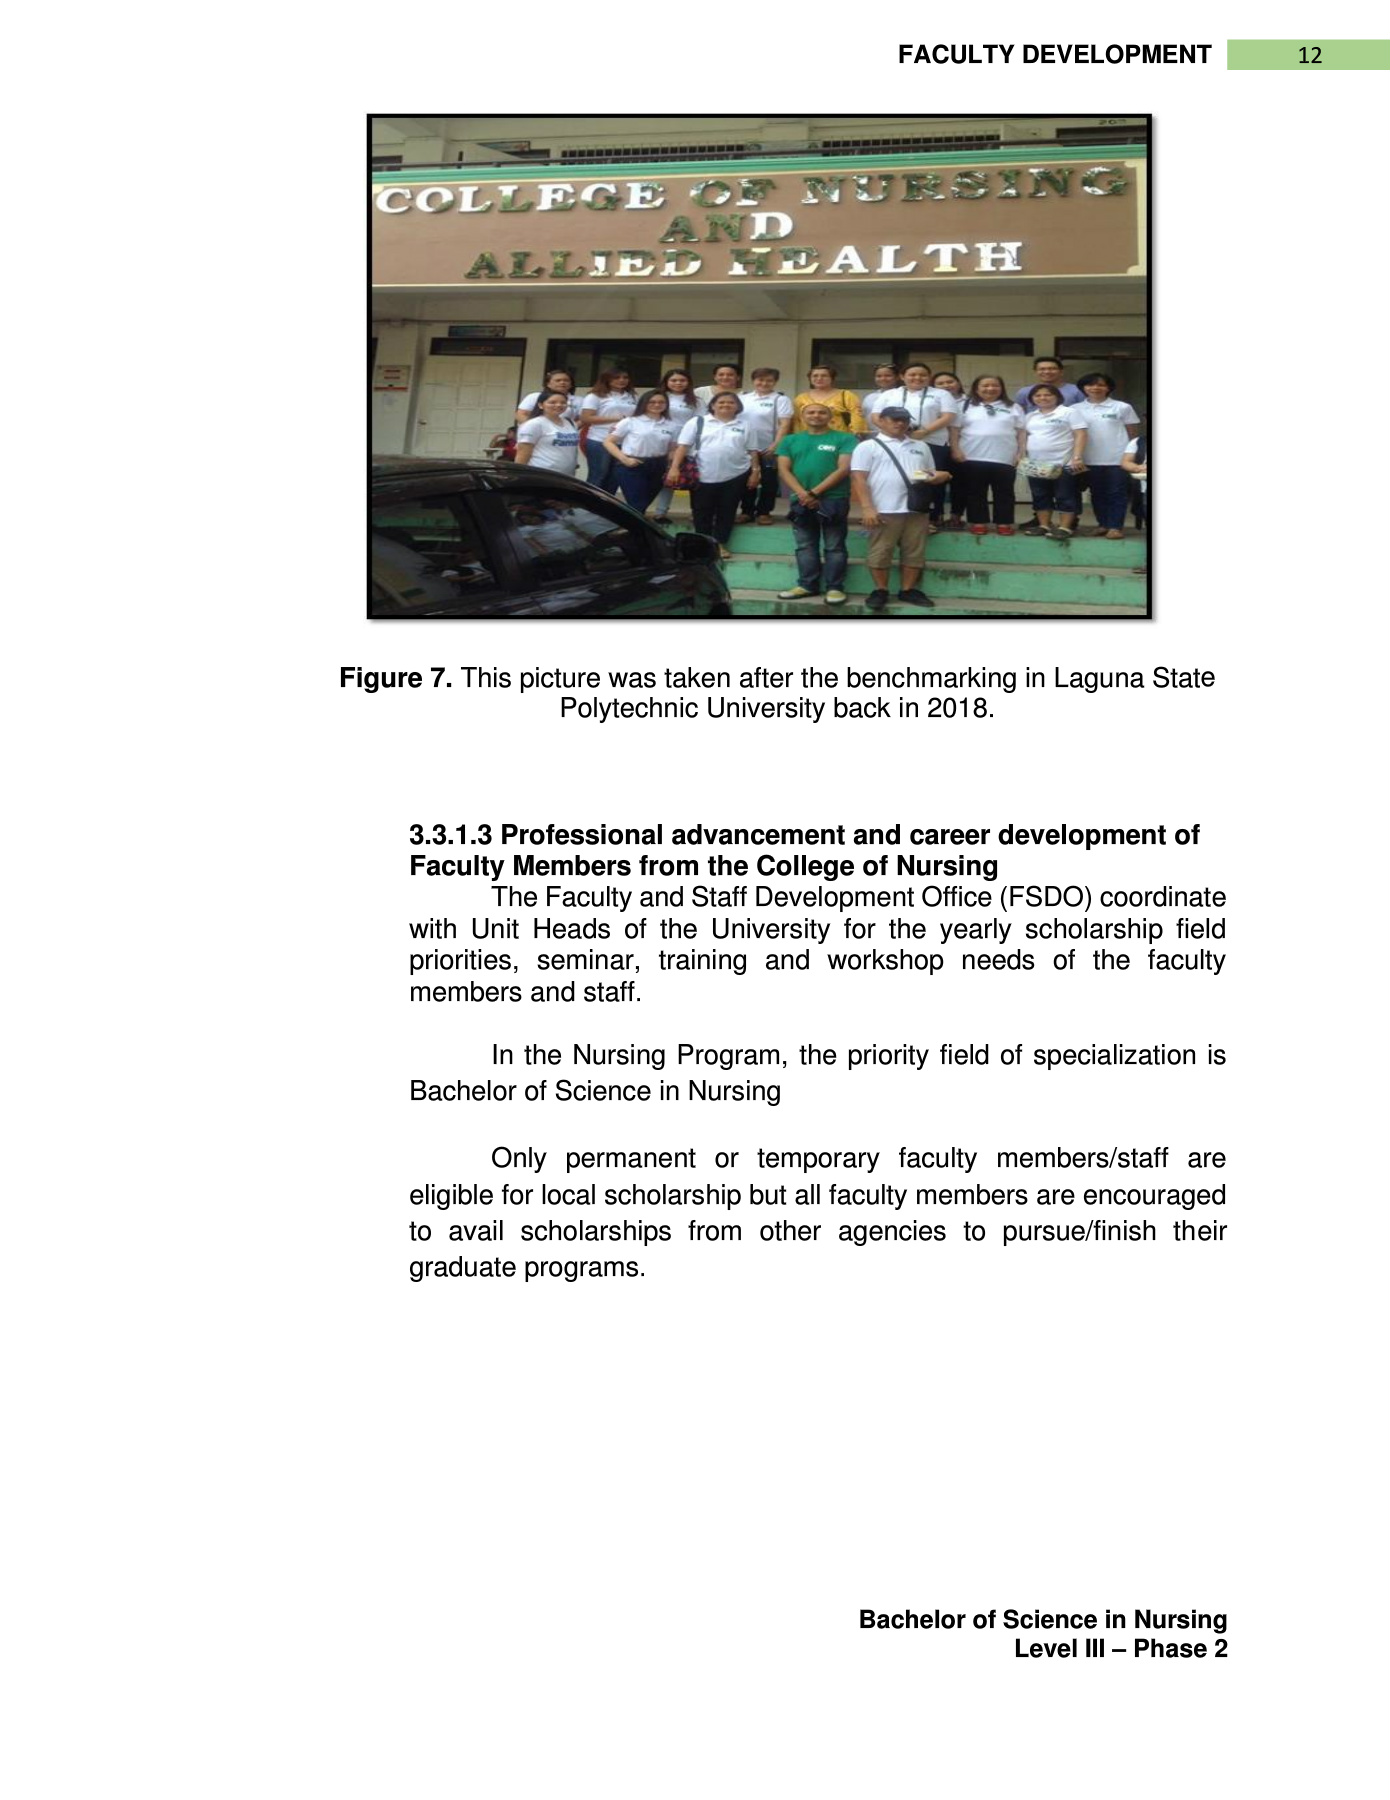 FACULTY DEVELOPMENT 12
COLLEGE OF NURSING
AND
ALLIED HEALTH
Figure 7. This picture was taken after the benchmarking in Laguna State
Polytechnic University back in 2018.
3.3.1.3 Professional advancement and career development of
Faculty Members from the College of Nursing
The Faculty and Staff Development Office (FSDO) coordinate
with Unit Heads of the University for the yearly scholarship field
priorities, seminar, training and workshop needs of the faculty
members and staff.
In the Nursing Program, the priority field of specialization is
Bachelor of Science in Nursing
Only permanent or temporary faculty members/staff are
eligible for local scholarship but all faculty members are encouraged
to avail scholarships from other agencies to pursue/finish their
graduate programs.
Bachelor of Science in Nursing
Level III – Phase 2